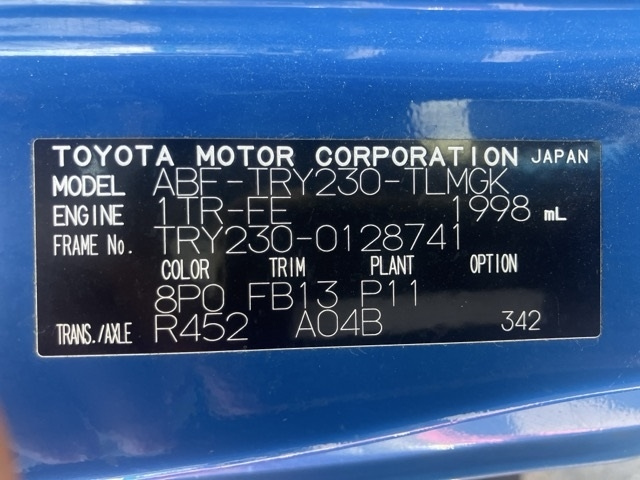 TOYOTA MOTOR CORPORATION JAPAN
MODEL ABF-TRY230-TLMGK
ENGINE 1TR-FE 1998 mL
FRAME No. TRY230-0128741
COLOR TRIM PLANT OPTION
8P0 FB13 P11
TRANS./AXLE R452 A04B 342